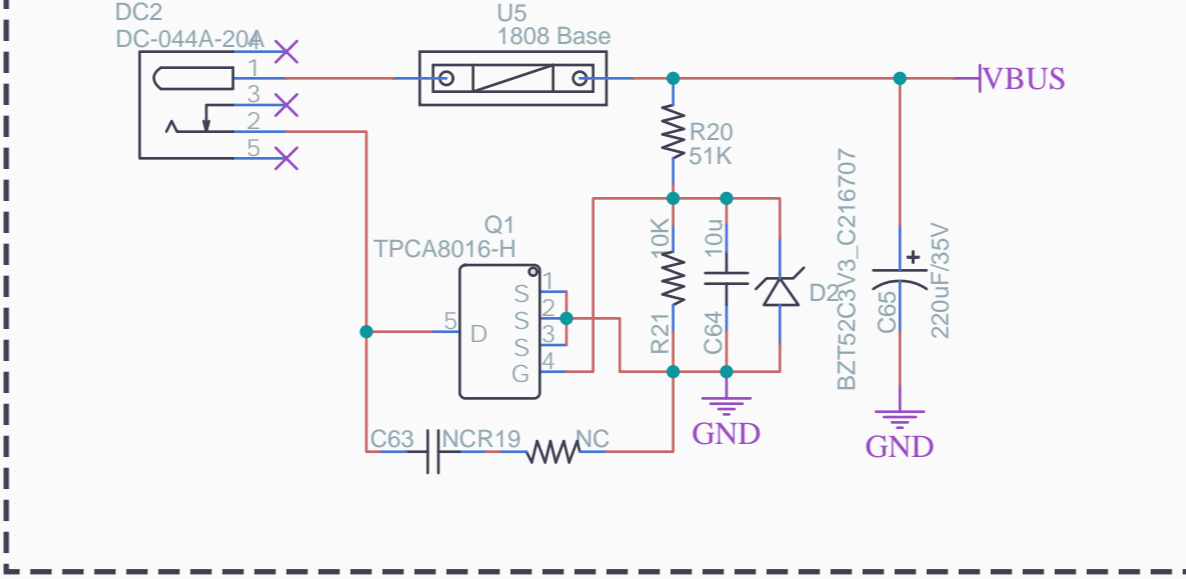 DC2
DC-044A-20A
4
1
3
2
5
U5
1808 Base
VBUS
R20
51K
Q1
TPCA8016-H
5
D
S
S
S
G
1
2
3
4
10K
R21
10u
C64
D2
BZT52C3V3_C216707
C65
220uF/35V
GND
GND
C63
NC
R19
NC